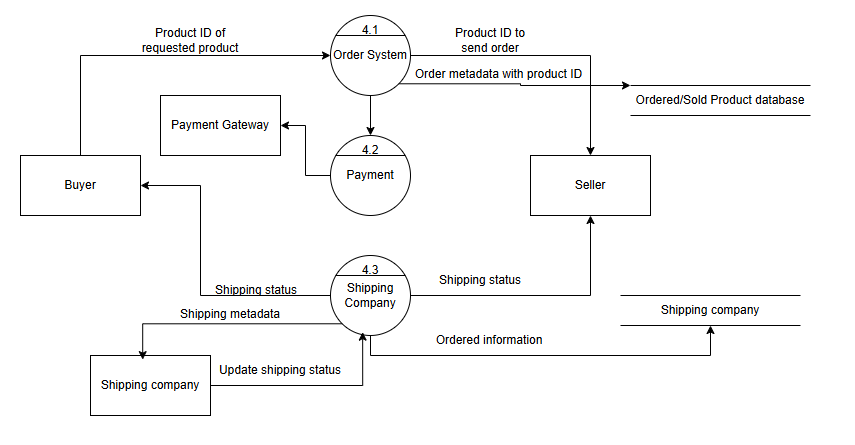 Product ID of
requested product
4.1
Order System
Product ID to
send order
Order metadata with product ID
Ordered/Sold Product database
Payment Gateway
4.2
Payment
Buyer
Seller
4.3
Shipping
Company
Shipping status
Shipping status
Shipping metadata
Shipping company
Ordered information
Update shipping status
Shipping company